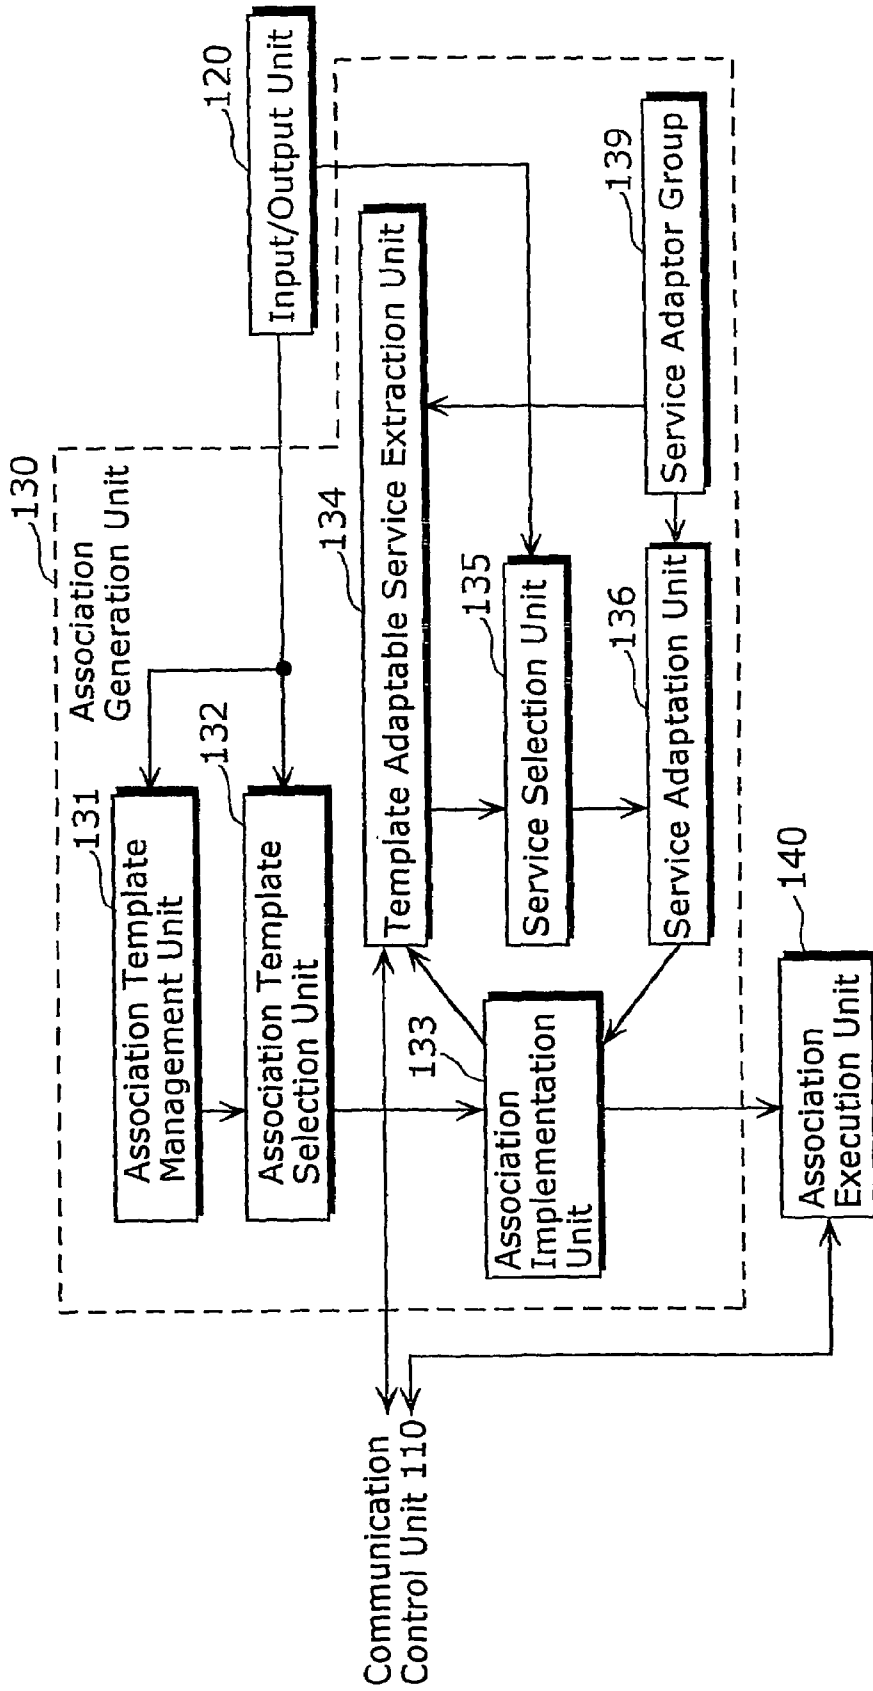 130
Association
Generation Unit
120
Input/Output Unit
131
Association Template
Management Unit
132
Association Template
Selection Unit
134
Template Adaptable Service Extraction Unit
133
Association
Implementation
Unit
135
Service Selection Unit
139
Service Adaptor Group
136
Service Adaptation Unit
140
Association
Execution Unit
Communication
Control Unit 110